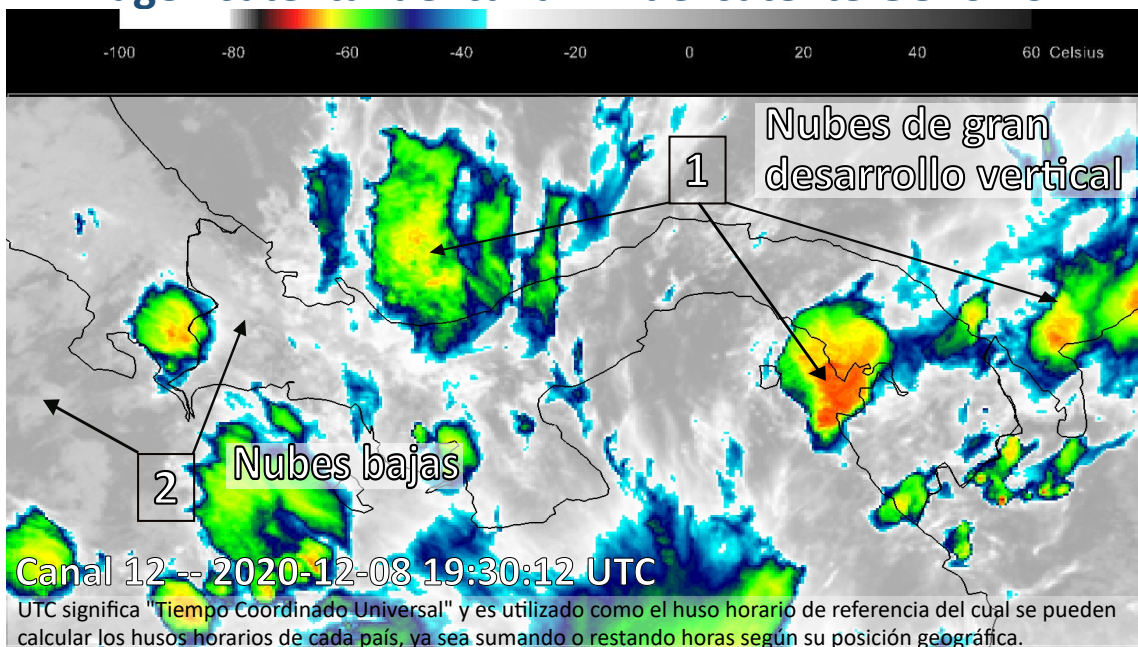 -100 -80 -60 -40 -20 0 20 40 60 Celsius
Nubes de gran
desarrollo vertical
1
Nubes bajas
2
Canal 12 -- 2020-12-08 19:30:12 UTC
UTC significa "Tiempo Coordinado Universal" y es utilizado como el huso horario de referencia del cual se pueden
calcular los husos horarios de cada país, ya sea sumando o restando horas según su posición geográfica.